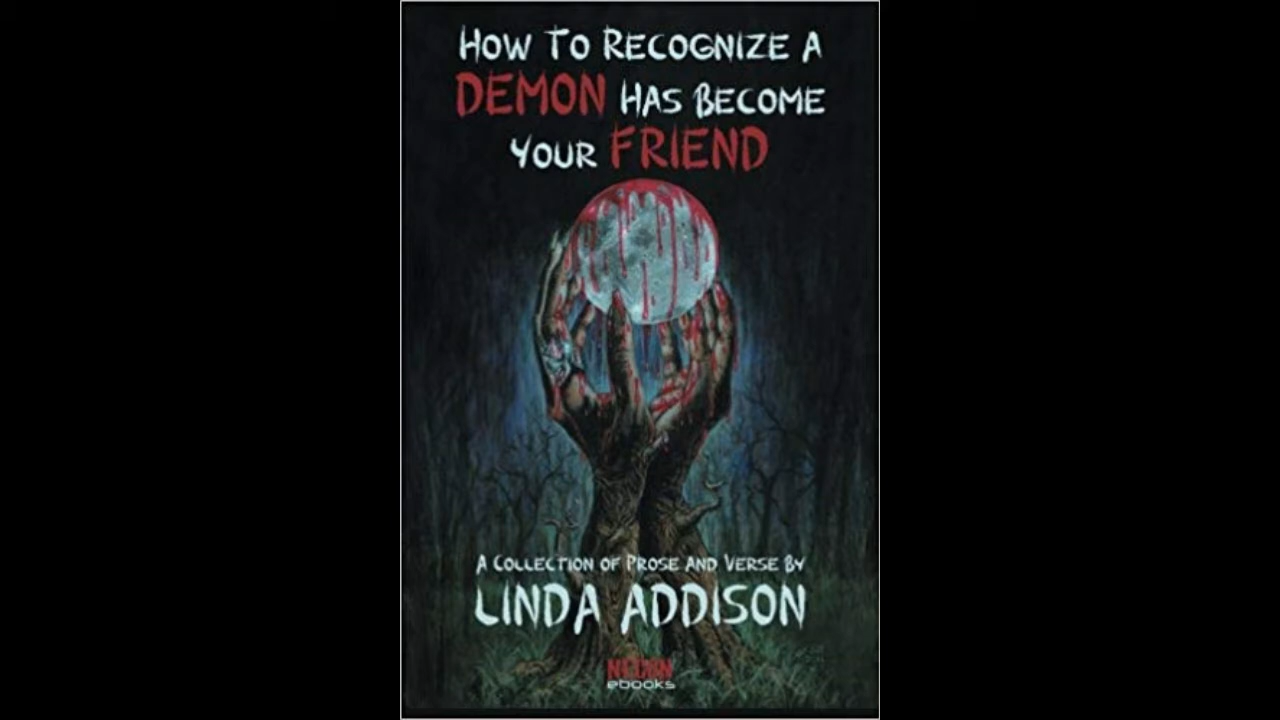 HOW TO RECOGNIZE A
DEMON HAS BECOME
YOUR FRIEND
A COLLECTION OF PROSE AND VERSE BY
LINDA ADDISON
NECON
ebooks